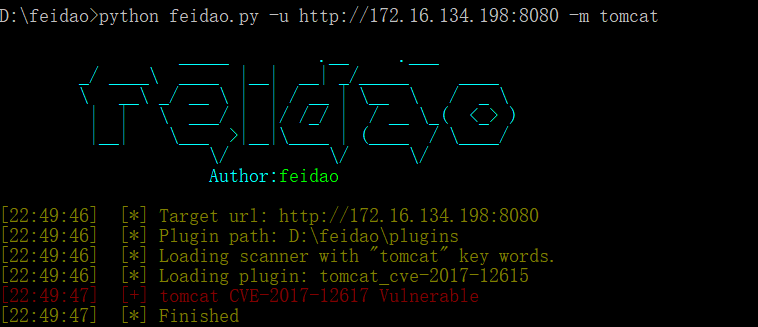 D:\feidao>python feidao.py -u http://172.16.134.198:8080 -m tomcat
feidao
Author:feidao
[22:49:46] [*] Target url: http://172.16.134.198:8080
[22:49:46] [*] Plugin path: D:\feidao\plugins
[22:49:46] [*] Loading scanner with "tomcat" key words.
[22:49:46] [*] Loading plugin: tomcat_cve-2017-12615
[22:49:47] [+] tomcat CVE-2017-12617 Vulnerable
[22:49:47] [*] Finished